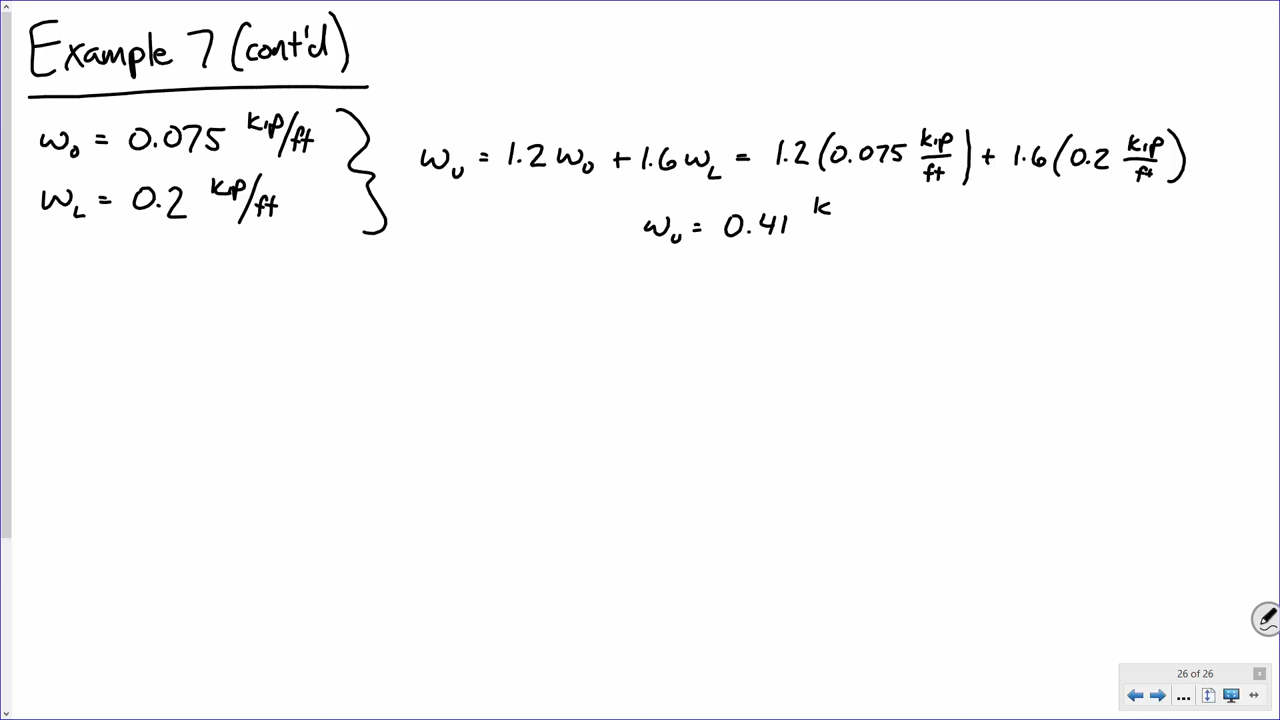 Example 7 (cont'd)
w_D = 0.075 kip/ft
w_L = 0.2 kip/ft
w_u = 1.2 w_D + 1.6 w_L = 1.2 (0.075 kip/ft) + 1.6 (0.2 kip/ft)
w_u = 0.41 k
26 of 26